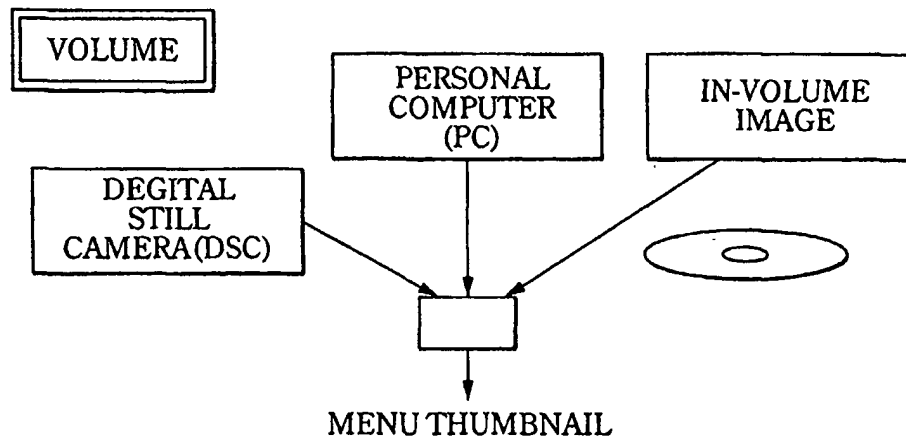 VOLUME
PERSONAL
COMPUTER
(PC)
IN-VOLUME
IMAGE
DEGITAL
STILL
CAMERA(DSC)
MENU THUMBNAIL